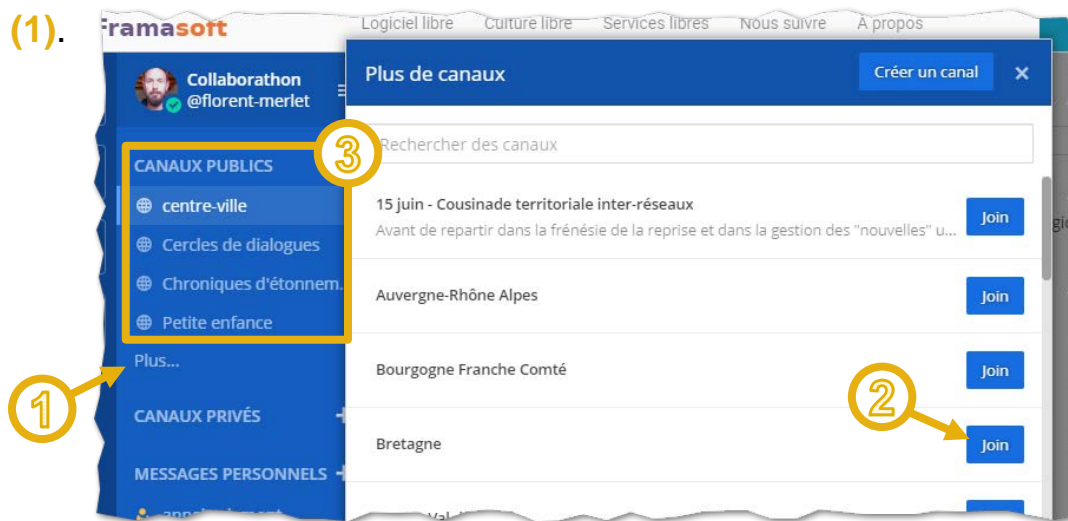 (1).
Framasoft
Logiciel libre Culture libre Services libres Nous suivre À propos
Collaborathon
@florent-merlet
Plus de canaux
Créer un canal
×
Rechercher des canaux
3
CANAUX PUBLICS
centre-ville
Cercles de dialogues
Chroniques d'étonnem...
Petite enfance
Plus...
1
CANAUX PRIVÉS +
MESSAGES PERSONNELS +
15 juin - Cousinade territoriale inter-réseaux
Avant de repartir dans la frénésie de la reprise et dans la gestion des "nouvelles" u...
Join
Auvergne-Rhône Alpes
Join
Bourgogne Franche Comté
Join
2
Bretagne
Join